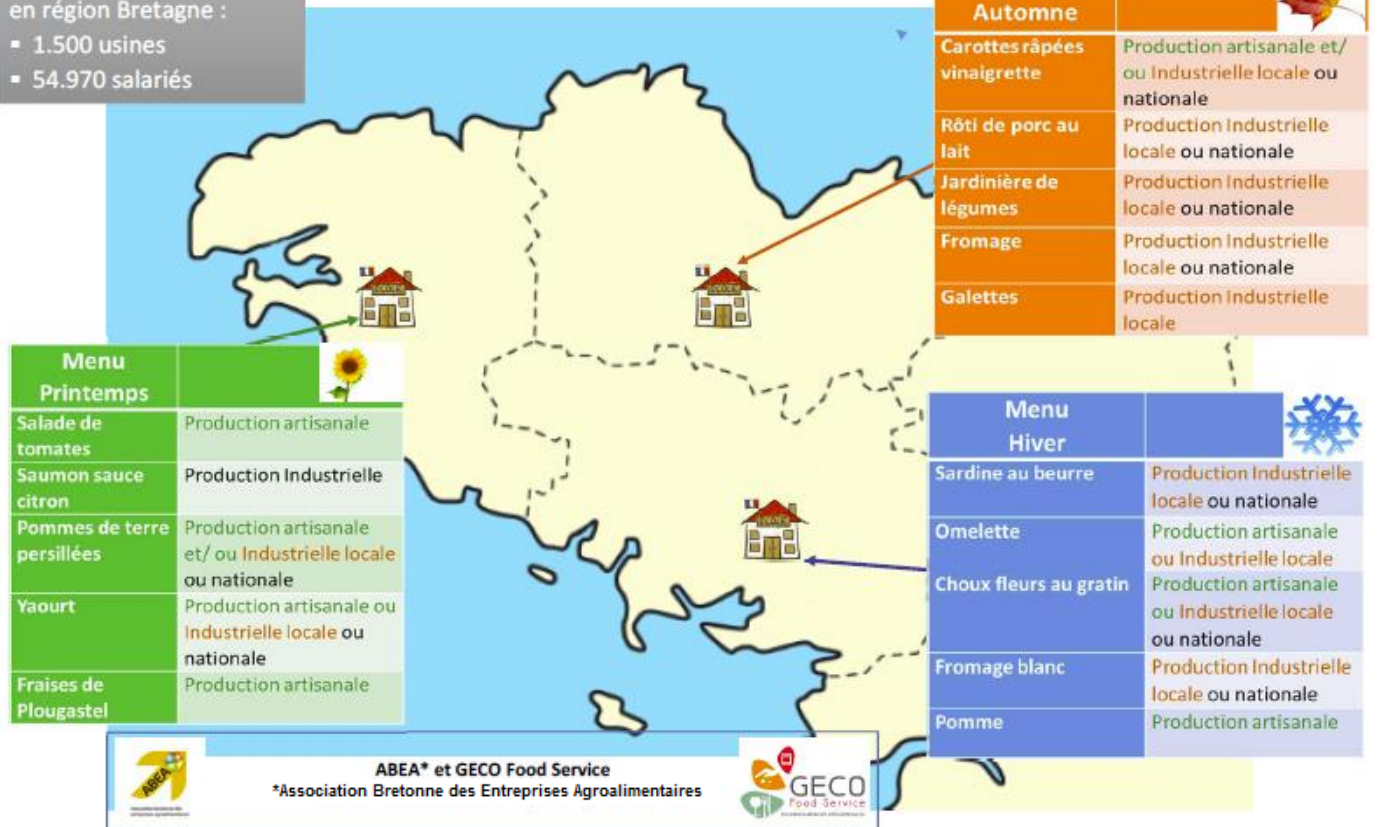 en région Bretagne :
▪ 1.500 usines
▪ 54.970 salariés
Automne
Carottes râpées
vinaigrette
Production artisanale et/
ou Industrielle locale ou
nationale
Rôti de porc au
lait
Production Industrielle
locale ou nationale
Jardinière de
légumes
Production Industrielle
locale ou nationale
Fromage
Production Industrielle
locale ou nationale
Galettes
Production Industrielle
locale
Menu
Printemps
Salade de
tomates
Production artisanale
Saumon sauce
citron
Production Industrielle
Pommes de terre
persillées
Production artisanale
et/ ou Industrielle locale
ou nationale
Yaourt
Production artisanale ou
Industrielle locale ou
nationale
Fraises de
Plougastel
Production artisanale
Menu
Hiver
Sardine au beurre
Production Industrielle
locale ou nationale
Omelette
Production artisanale
ou Industrielle locale
Choux fleurs au gratin
Production artisanale
ou Industrielle locale
ou nationale
Fromage blanc
Production Industrielle
locale ou nationale
Pomme
Production artisanale
ABEA
ABEA* et GECO Food Service
*Association Bretonne des Entreprises Agroalimentaires
GECO
Food Service